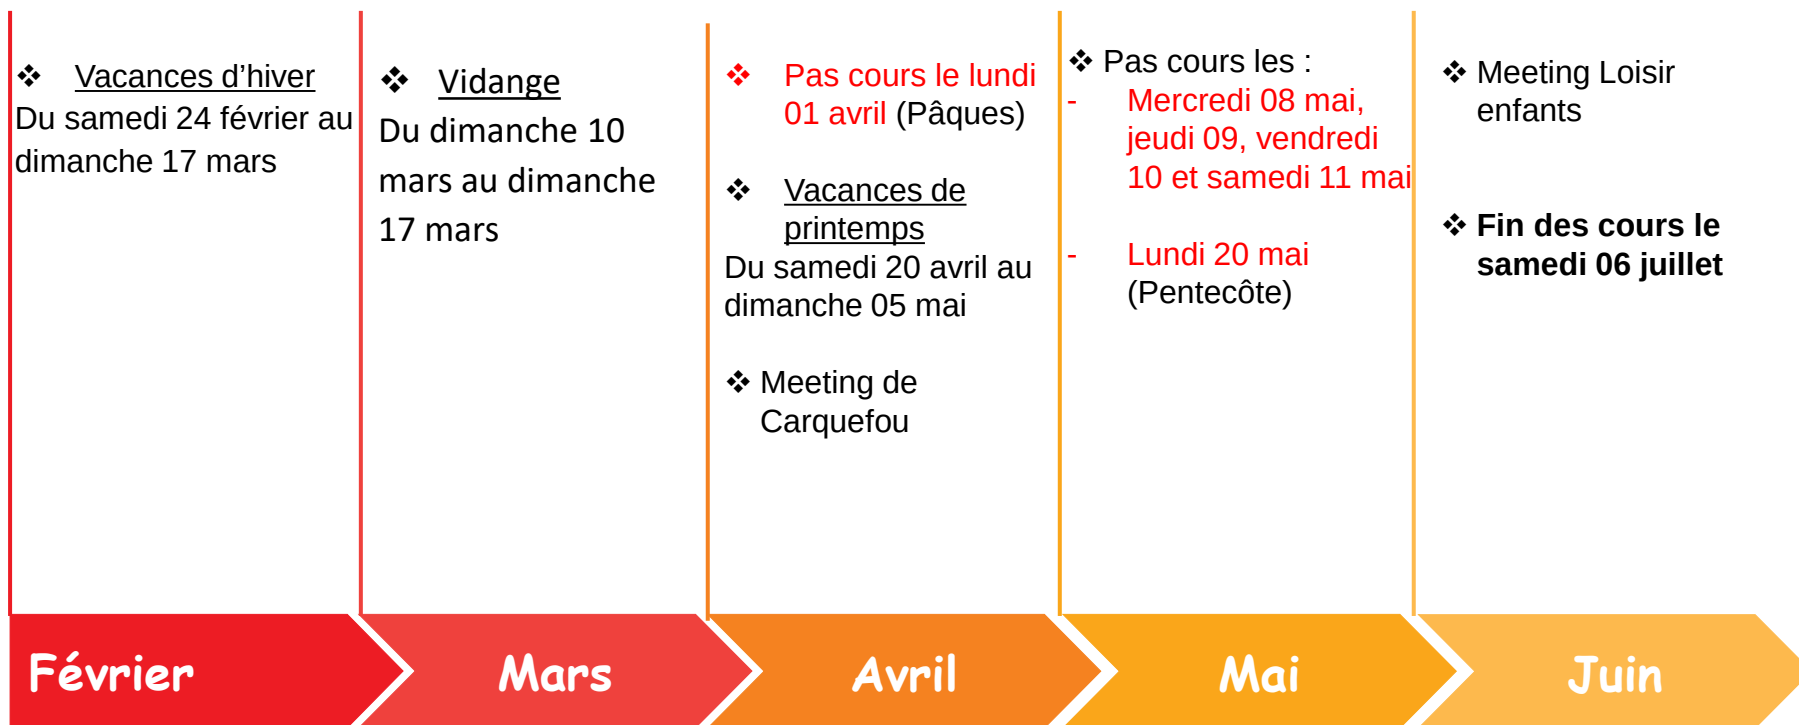 ❖ Vacances d’hiver
Du samedi 24 février au
dimanche 17 mars
❖ Vidange
Du dimanche 10
mars au dimanche
17 mars
❖ Pas cours le lundi
01 avril (Pâques)
❖ Vacances de
printemps
Du samedi 20 avril au
dimanche 05 mai
❖ Meeting de
Carquefou
❖ Pas cours les :
- Mercredi 08 mai,
jeudi 09, vendredi
10 et samedi 11 mai
- Lundi 20 mai
(Pentecôte)
❖ Meeting Loisir
enfants
❖ Fin des cours le
samedi 06 juillet
Février
Mars
Avril
Mai
Juin